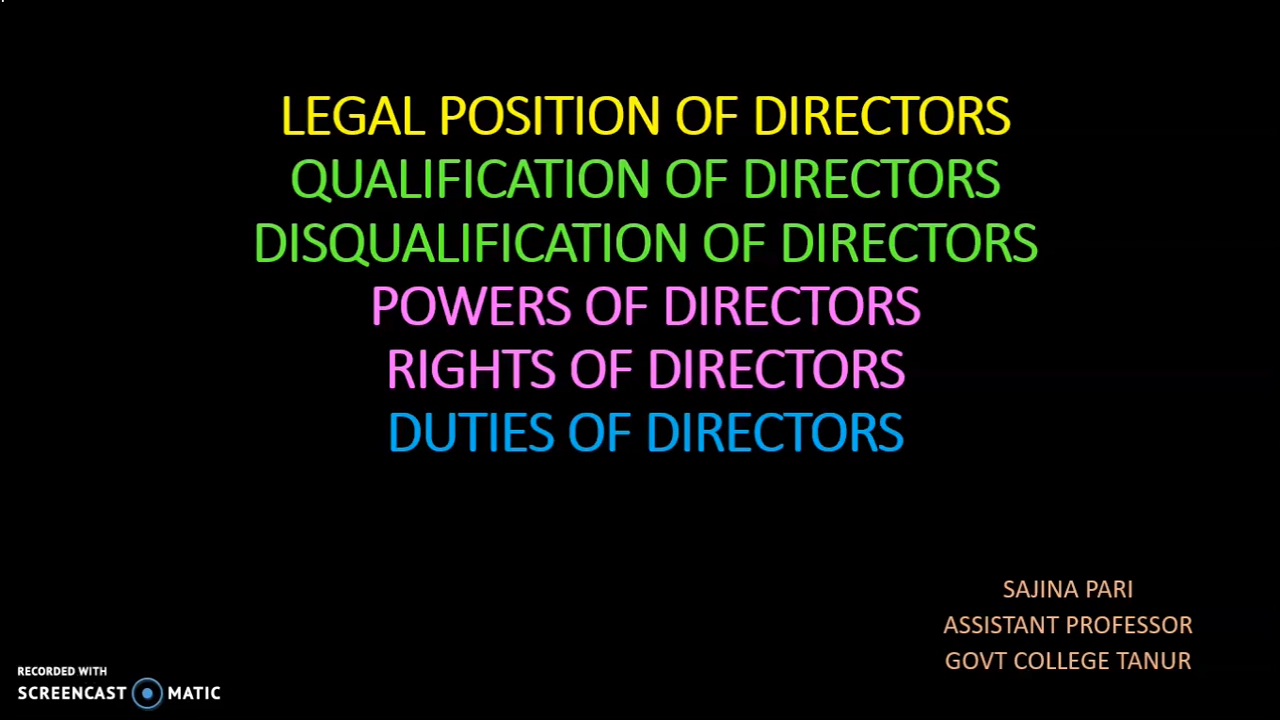 LEGAL POSITION OF DIRECTORS
QUALIFICATION OF DIRECTORS
DISQUALIFICATION OF DIRECTORS
POWERS OF DIRECTORS
RIGHTS OF DIRECTORS
DUTIES OF DIRECTORS
SAJINA PARI
ASSISTANT PROFESSOR
GOVT COLLEGE TANUR
RECORDED WITH
SCREENCAST MATIC